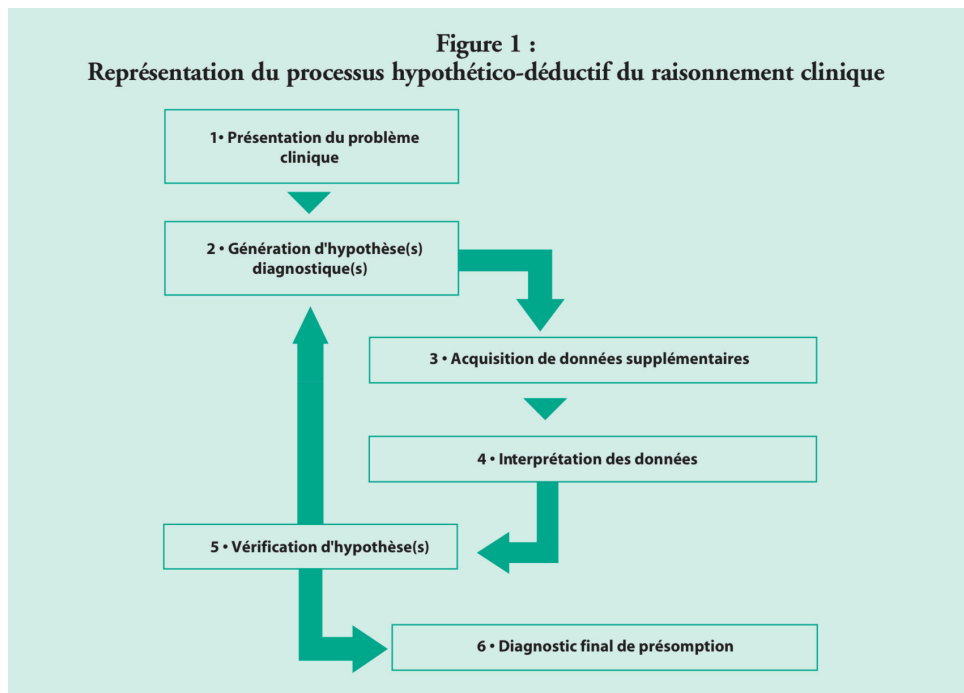 Figure 1 :
Représentation du processus hypothético-déductif du raisonnement clinique
1• Présentation du problème
clinique
2 • Génération d'hypothèse(s)
diagnostique(s)
3 • Acquisition de données supplémentaires
4 • Interprétation des données
5 • Vérification d'hypothèse(s)
6 • Diagnostic final de présomption